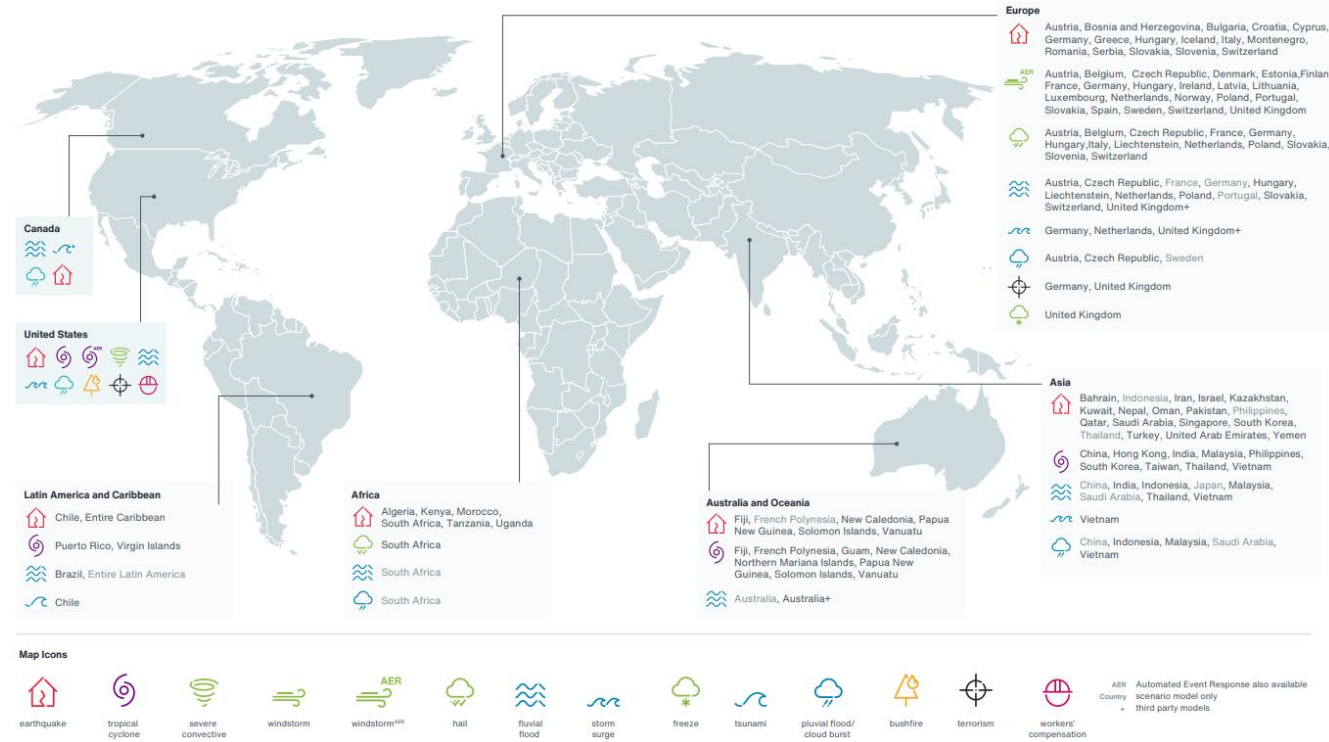 Europe
Austria, Bosnia and Herzegovina, Bulgaria, Croatia, Cyprus,
Germany, Greece, Hungary, Iceland, Italy, Montenegro,
Romania, Serbia, Slovakia, Slovenia, Switzerland
AER
Austria, Belgium, Czech Republic, Denmark, Estonia,Finlan
France, Germany, Hungary, Ireland, Latvia, Lithuania,
Luxembourg, Netherlands, Norway, Poland, Portugal,
Slovakia, Spain, Sweden, Switzerland, United Kingdom
Austria, Belgium, Czech Republic, France, Germany,
Hungary,Italy, Liechtenstein, Netherlands, Poland, Slovakia,
Slovenia, Switzerland
Austria, Czech Republic, France, Germany, Hungary,
Liechtenstein, Netherlands, Poland, Portugal, Slovakia,
Switzerland, United Kingdom+
Germany, Netherlands, United Kingdom+
Austria, Czech Republic, Sweden
Germany, United Kingdom
United Kingdom
Canada
United States
AER
Asia
Bahrain, Indonesia, Iran, Israel, Kazakhstan,
Kuwait, Nepal, Oman, Pakistan, Philippines,
Qatar, Saudi Arabia, Singapore, South Korea,
Thailand, Turkey, United Arab Emirates, Yemen
China, Hong Kong, India, Malaysia, Philippines,
South Korea, Taiwan, Thailand, Vietnam
China, India, Indonesia, Japan, Malaysia,
Saudi Arabia, Thailand, Vietnam
Vietnam
China, Indonesia, Malaysia, Saudi Arabia,
Vietnam
Latin America and Caribbean
Chile, Entire Caribbean
Puerto Rico, Virgin Islands
Brazil, Entire Latin America
Chile
Africa
Algeria, Kenya, Morocco,
South Africa, Tanzania, Uganda
South Africa
South Africa
South Africa
Australia and Oceania
Fiji, French Polynesia, New Caledonia, Papua
New Guinea, Solomon Islands, Vanuatu
Fiji, French Polynesia, Guam, New Caledonia,
Northern Mariana Islands, Papua New
Guinea, Solomon Islands, Vanuatu
Australia, Australia+
Map Icons
earthquake
tropical
cyclone
severe
convective
windstorm
AER
windstormAER
hail
fluvial
flood
storm
surge
freeze
tsunami
pluvial flood/
cloud burst
bushfire
terrorism
workers'
compensation
AER Automated Event Response also available
Country scenario model only
+ third party models